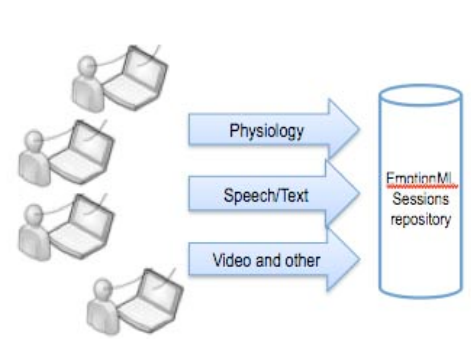 Physiology
Speech/Text
Video and other
EmotionML
Sessions
repository